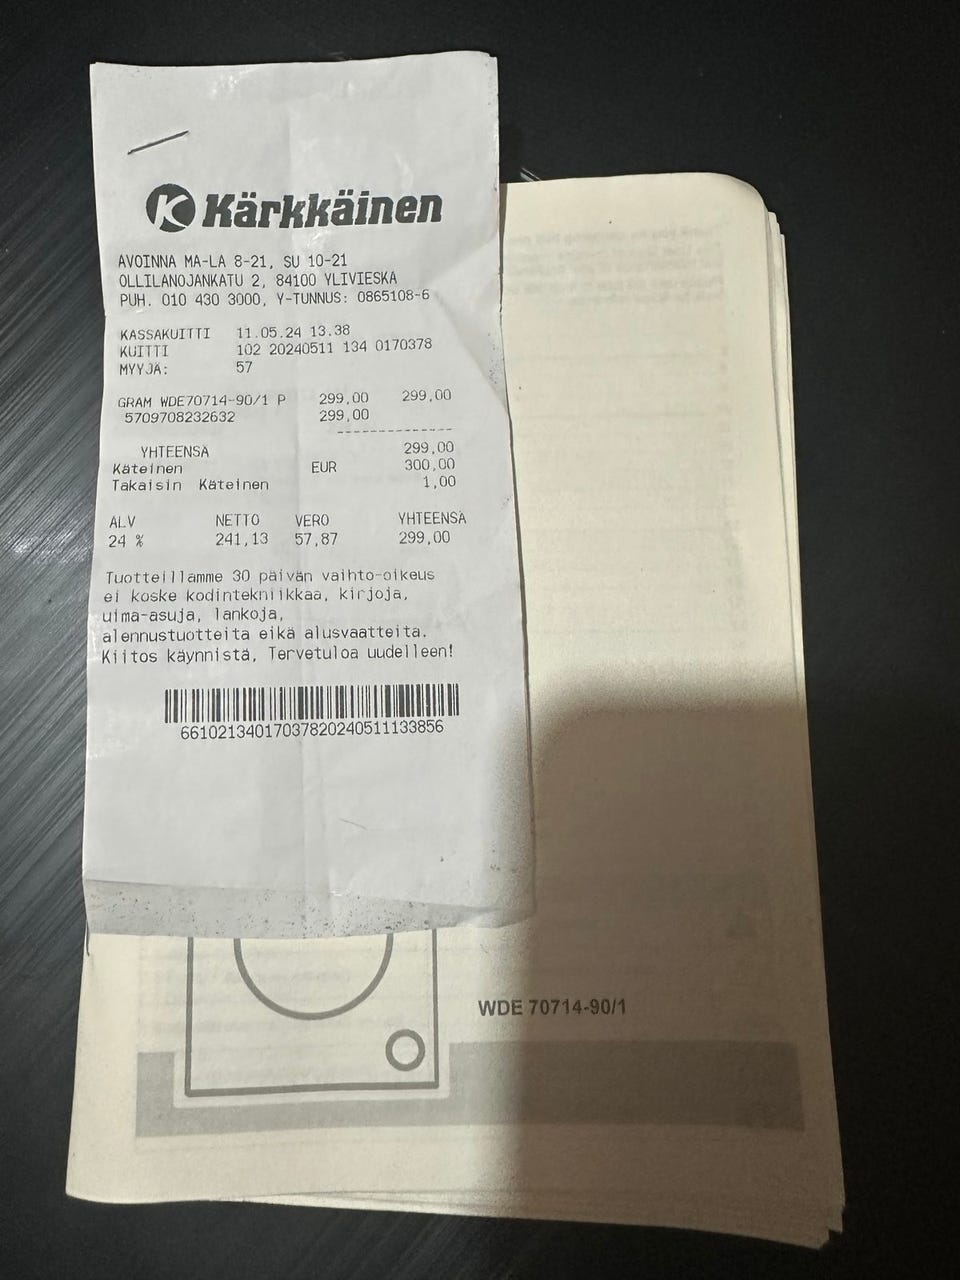 K Kärkkäinen
AVOINNA MA-LA 8-21, SU 10-21
OLLILANOJANKATU 2, 84100 YLIVIESKA
PUH. 010 430 3000, Y-TUNNUS: 0865108-6
KASSAKUITTI 11.05.24 13.38
KUITTI 102 20240511 134 0170378
MYYJÄ: 57
GRAM WDE70714-90/1 P 299,00 299,00
5709708232632 299,00
--------------
YHTEENSÄ 299,00
Käteinen EUR 300,00
Takaisin Käteinen 1,00
ALV NETTO VERO YHTEENSÄ
24 % 241,13 57,87 299,00
Tuotteillamme 30 päivän vaihto-oikeus
ei koske kodintekniikkaa, kirjoja,
uima-asuja, lankoja,
alennustuotteita eikä alusvaatteita.
Kiitos käynnistä, Tervetuloa uudelleen!
66102134017037820240511133856
WDE 70714-90/1